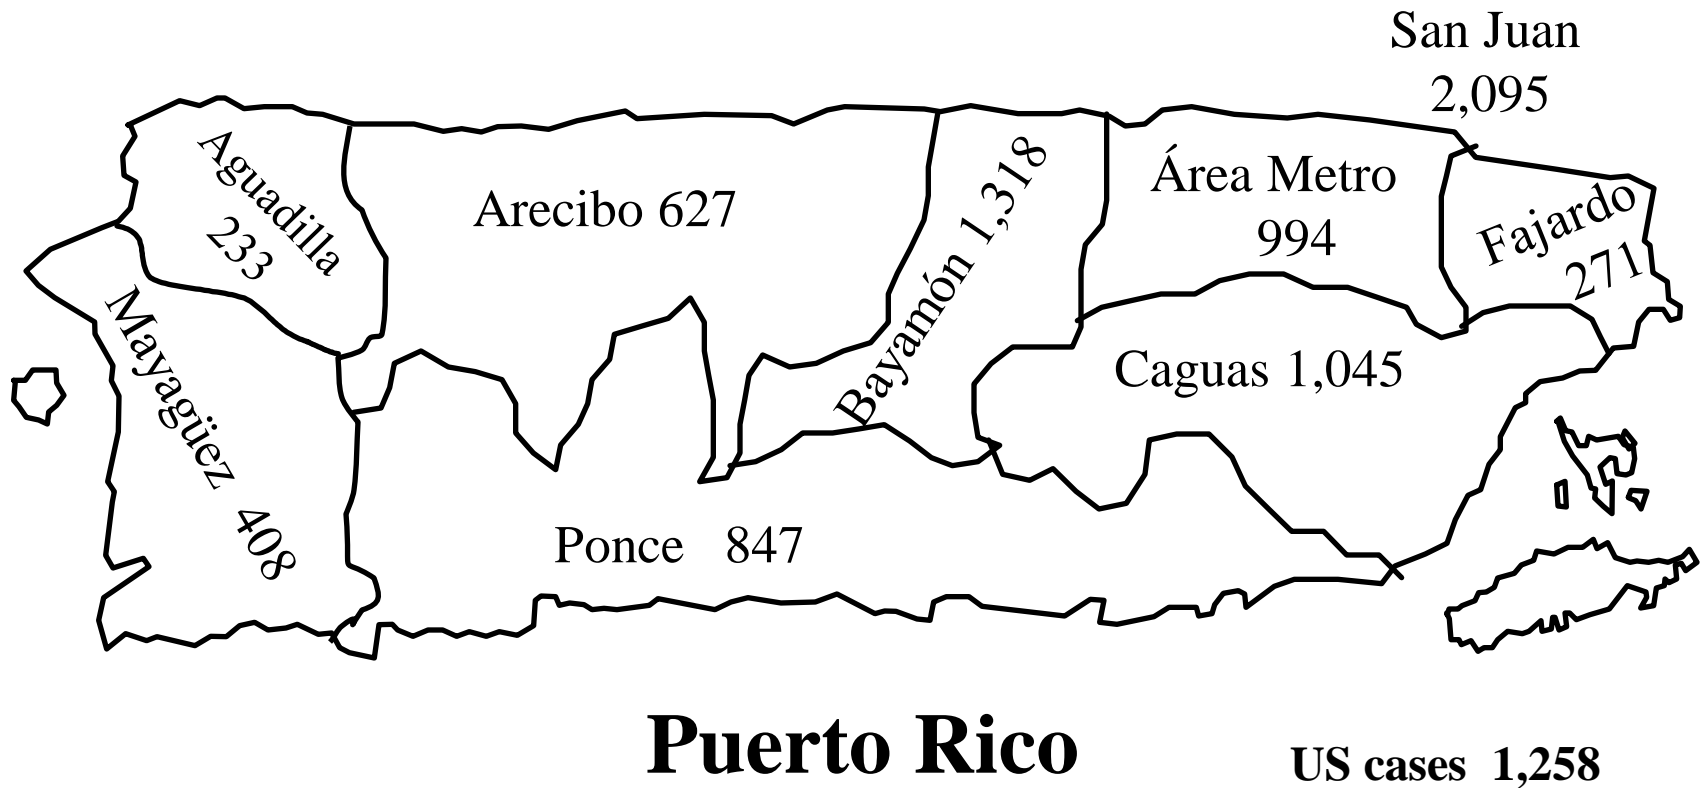 San Juan
2,095
Aguadilla
233
Arecibo 627
Bayamón 1,318
Área Metro
994
Fajardo
271
Mayagüez 408
Caguas 1,045
Ponce 847
Puerto Rico
US cases 1,258